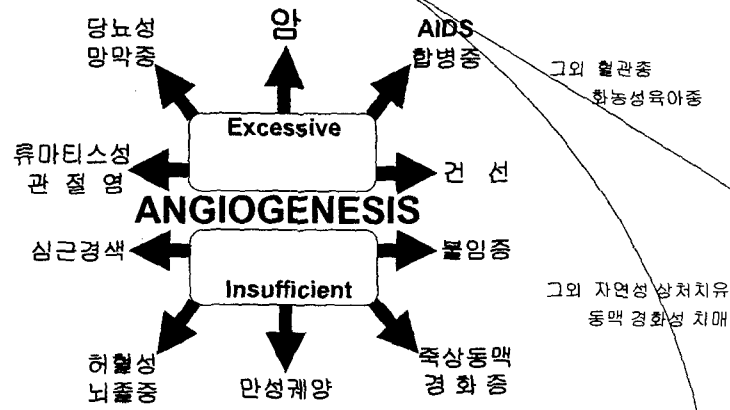 당뇨성
망막증
암
AIDS
합병중
그외 혈관종
화농성육아종
Excessive
류마티스성
관 절 염
건 선
ANGIOGENESIS
심근경색
불임증
Insufficient
그외 자연성 상처치유
동맥 경화성 치매
허혈성
뇌졸중
만성궤양
죽상동맥
경 화 증